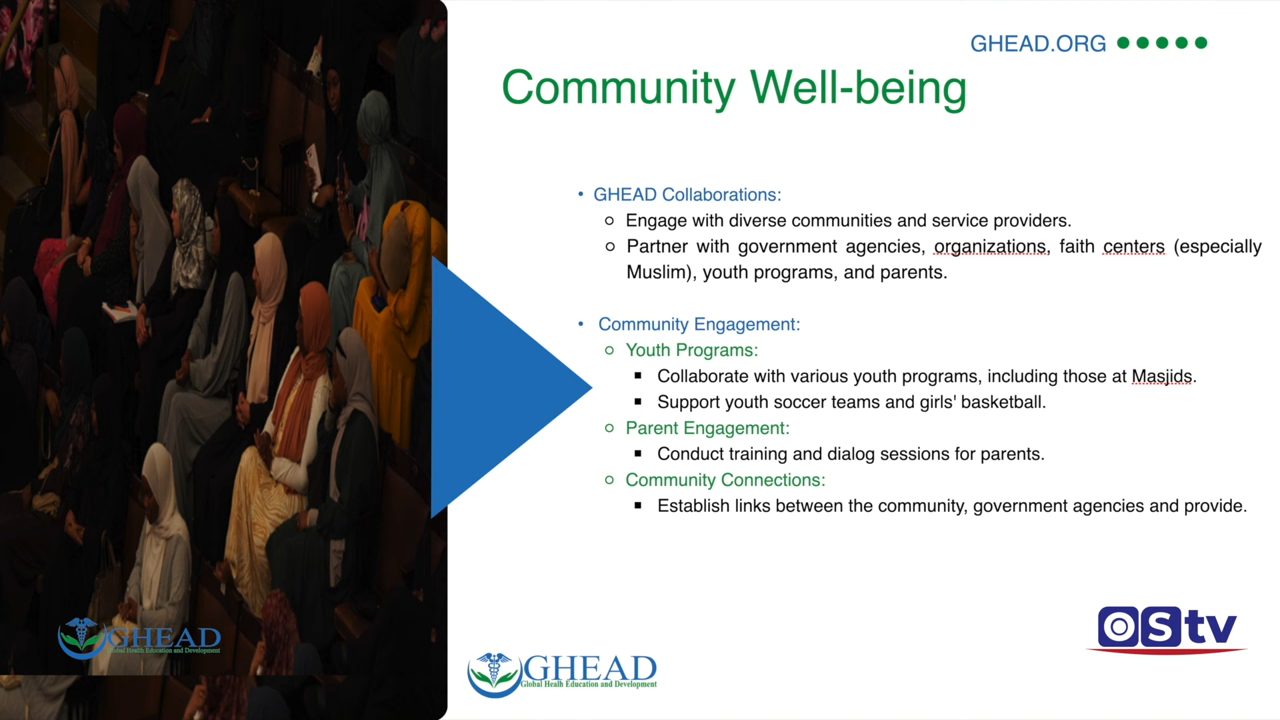 GHEAD.ORG
Community Well-being
• GHEAD Collaborations:
Engage with diverse communities and service providers.
Partner with government agencies, organizations, faith centers (especially
Muslim), youth programs, and parents.
• Community Engagement:
Youth Programs:
Collaborate with various youth programs, including those at Masjids.
Support youth soccer teams and girls' basketball.
Parent Engagement:
Conduct training and dialog sessions for parents.
Community Connections:
Establish links between the community, government agencies and provide.
GHEAD
Global Health Education and Development
GHEAD
Global Health Education and Development
OStv